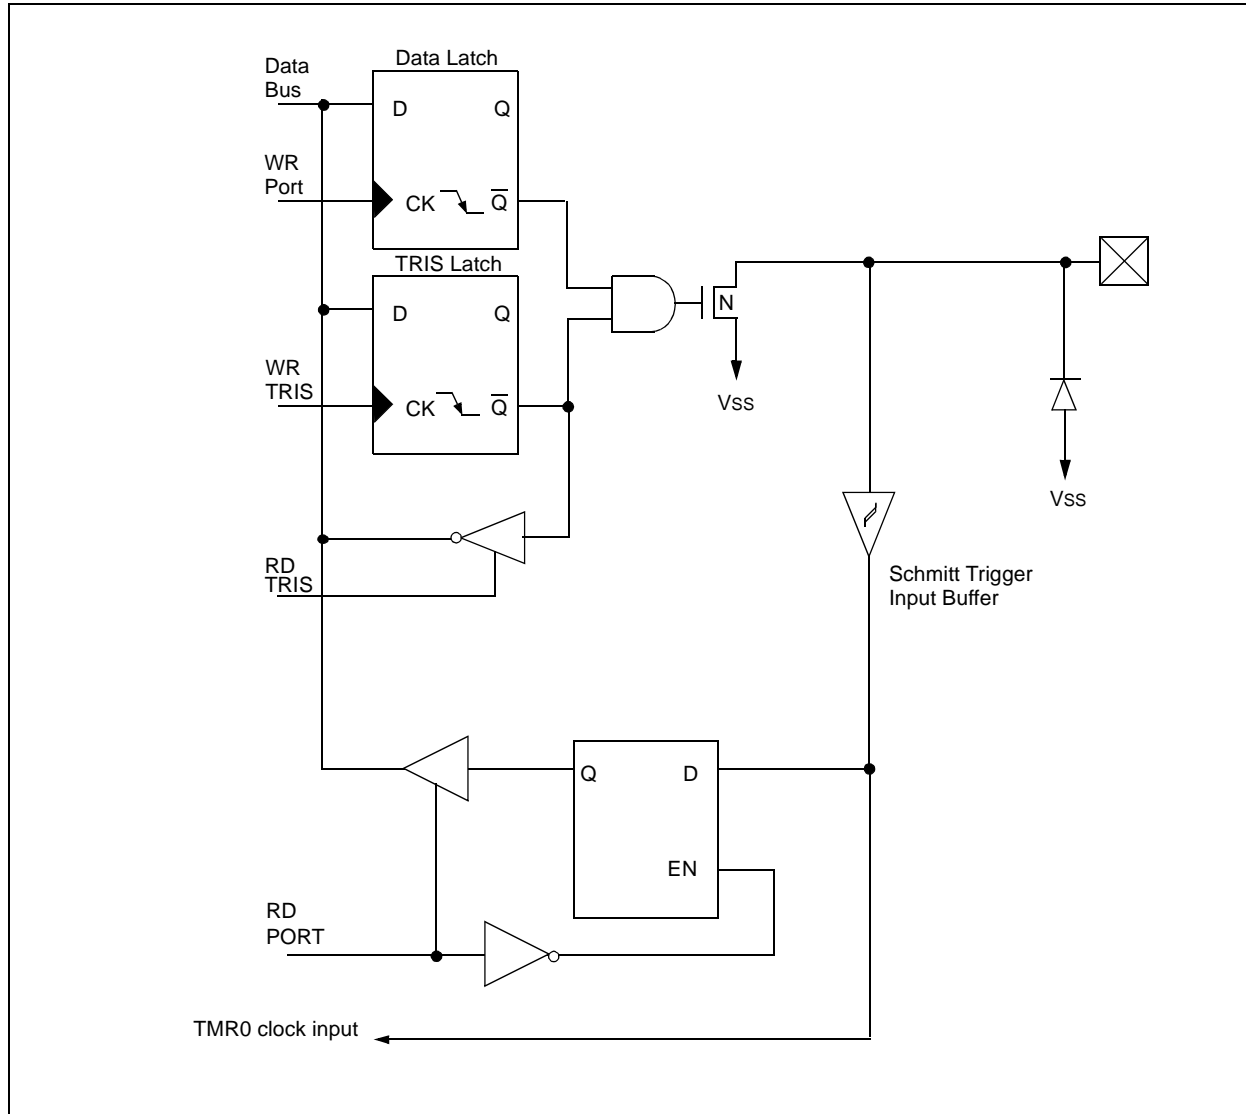 Data Latch
Data
Bus
D
Q
WR
Port
CK
Q̅
TRIS Latch
D
Q
N
WR
TRIS
CK
Q̅
VSS
VSS
RD
TRIS
Schmitt Trigger
Input Buffer
Q
D
EN
RD
PORT
TMR0 clock input